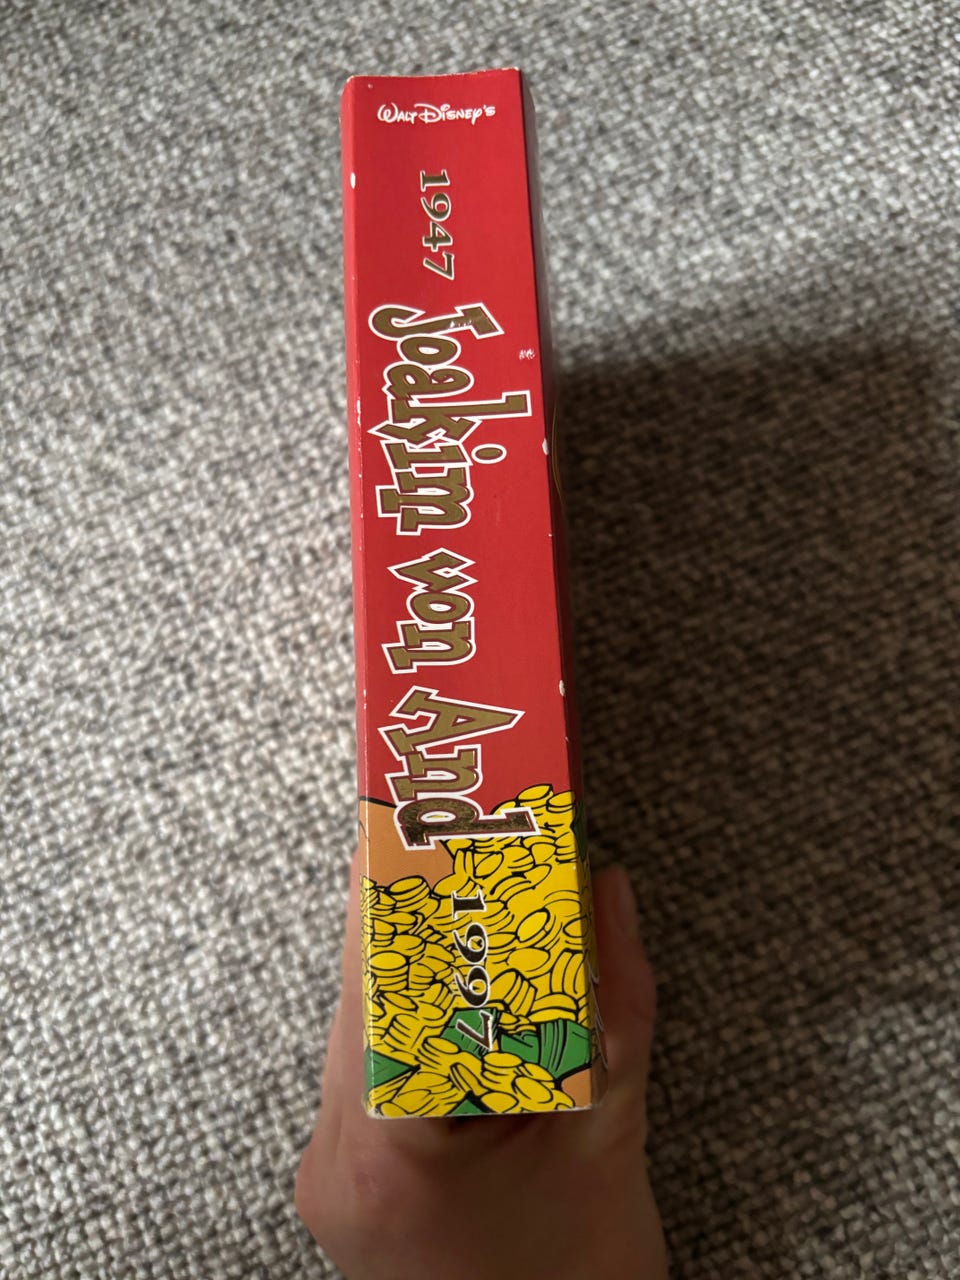 WALT DISNEY'S
1947
Joakim von And
1997